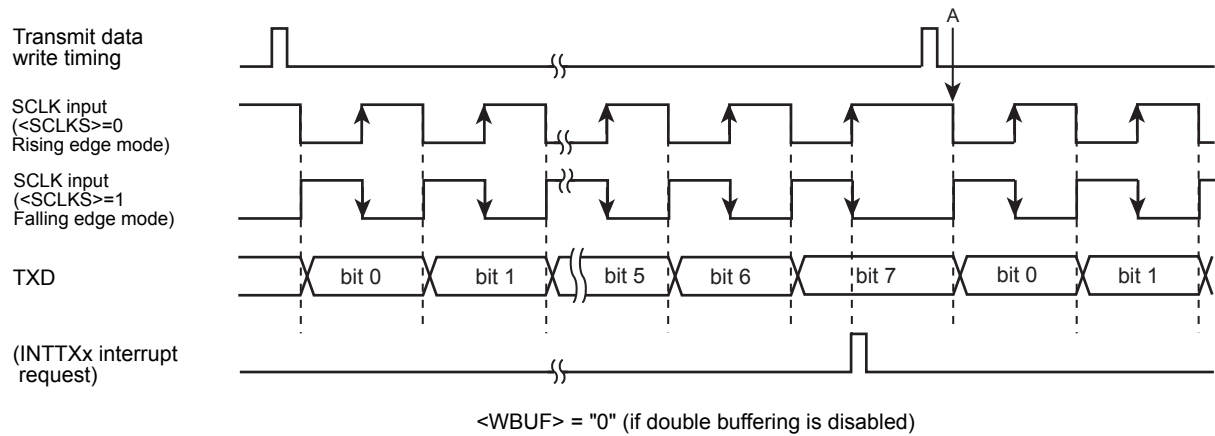 A
Transmit data
write timing
SCLK input
(<SCLKS>=0
Rising edge mode)
SCLK input
(<SCLKS>=1
Falling edge mode)
TXD
bit 0
bit 1
bit 5
bit 6
bit 7
bit 0
bit 1
(INTTXx interrupt
request)
<WBUF> = "0" (if double buffering is disabled)